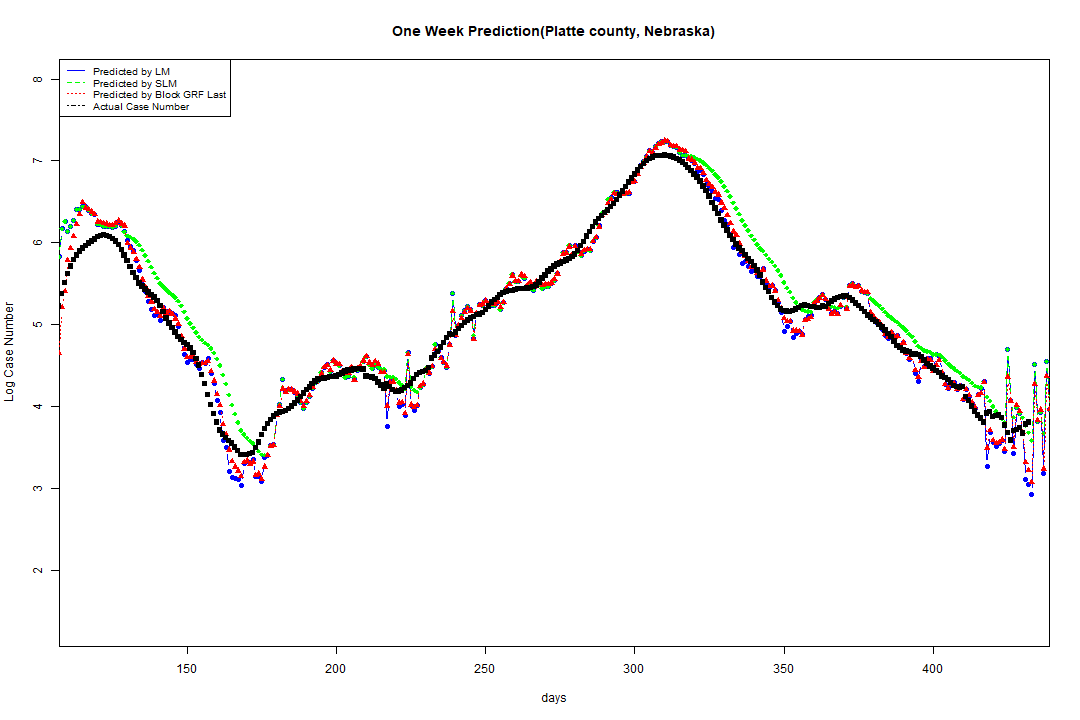 One Week Prediction(Platte county, Nebraska)
Predicted by LM
Predicted by SLM
Predicted by Block GRF Last
Actual Case Number
8
7
6
5
4
3
2
Log Case Number
150 200 250 300 350 400
days